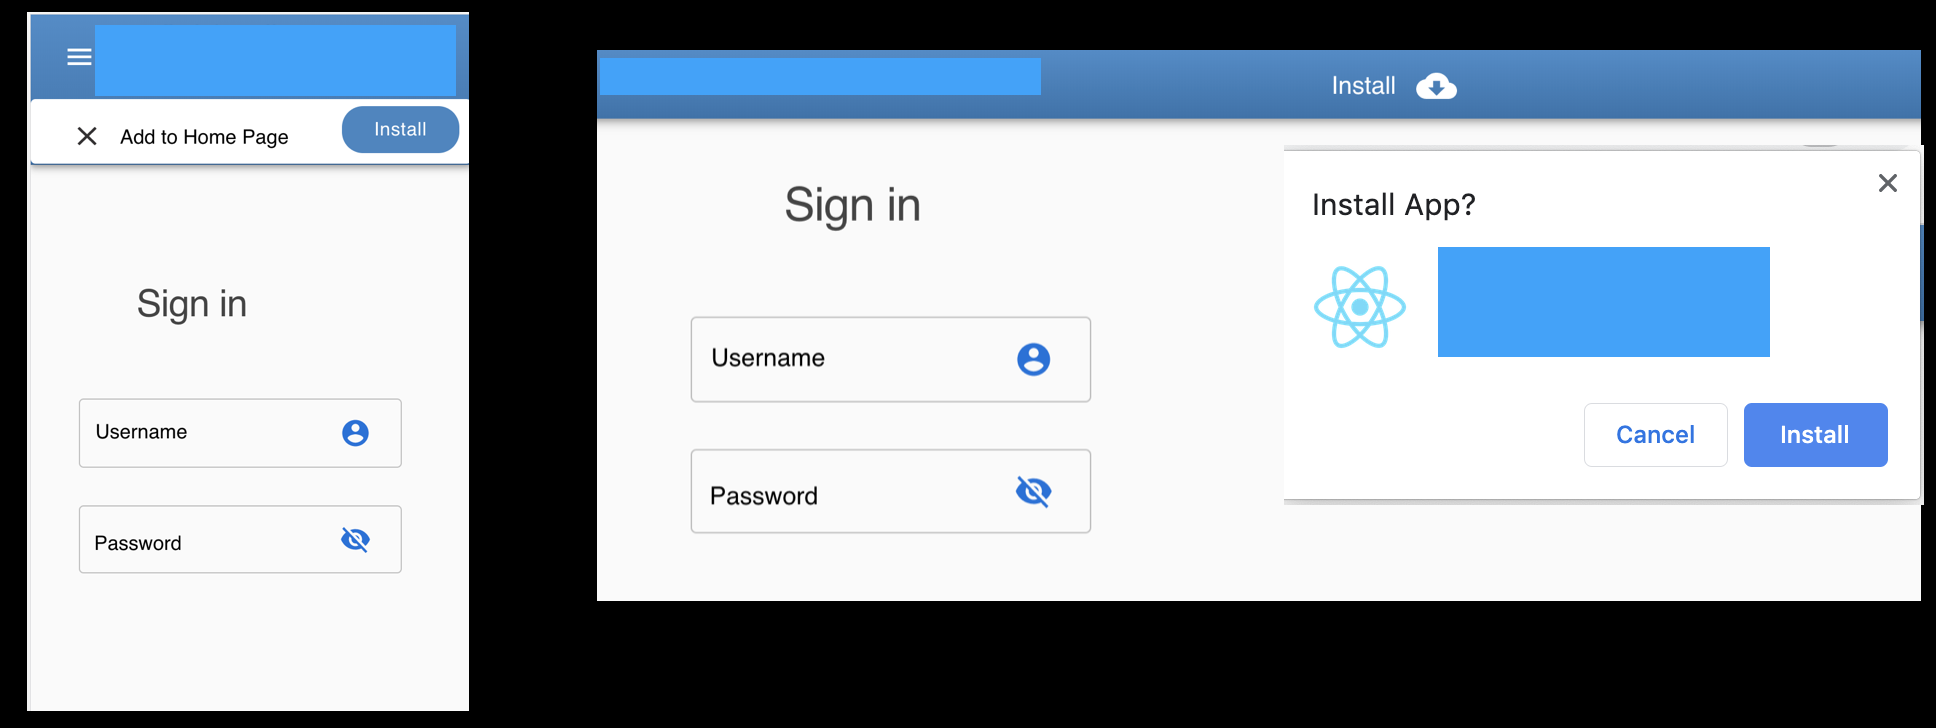 Add to Home Page
Install
Sign in
Username
Password
Install
Sign in
Username
Password
Install App?
Cancel
Install